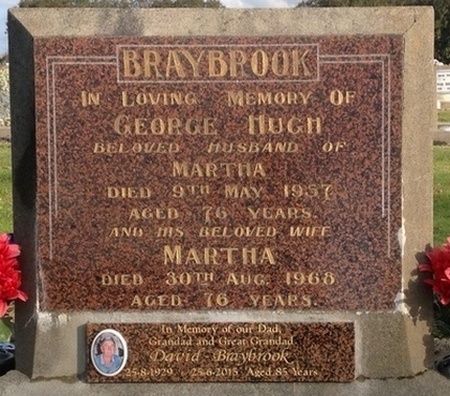 BRAYBROOK
IN LOVING MEMORY OF
GEORGE HUGH
BELOVED HUSBAND OF
MARTHA
DIED 9TH MAY 1957
AGED 76 YEARS.
AND HIS BELOVED WIFE
MARTHA
DIED 30TH AUG. 1968
AGED 76 YEARS.
In Memory of our Dad,
Grandad and Great Grandad
David Braybrook
25-8-1929 25-6-2015 Aged 85 Years